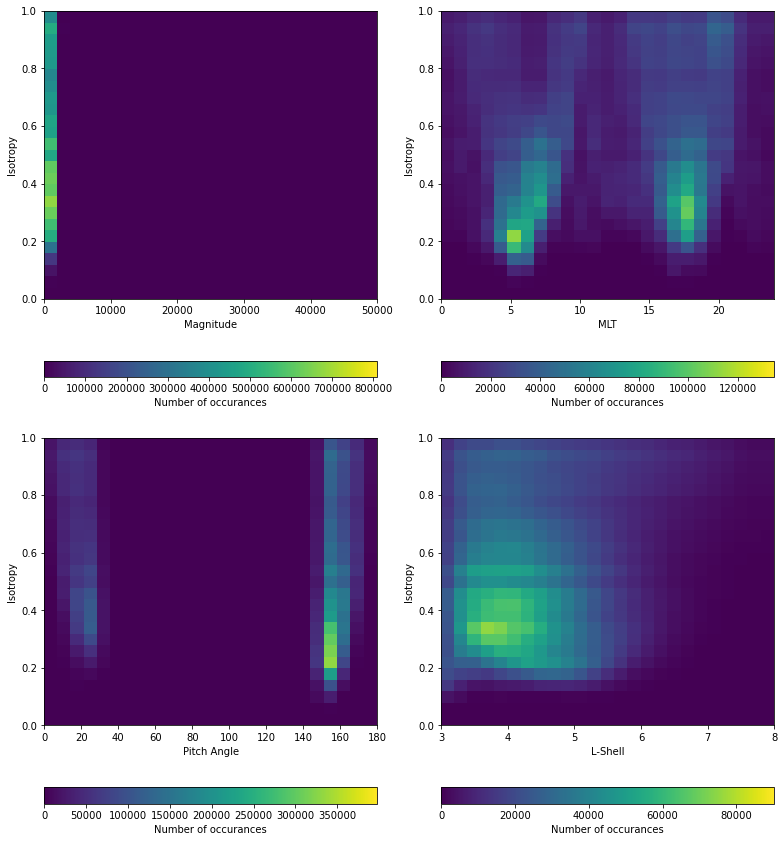 1.0 1.0
0.8 0.8
0.6 0.6
Isotropy Isotropy
0.4 0.4
0.2 0.2
0.0 0.0
0 10000 20000 30000 40000 50000 0 5 10 15 20
Magnitude MLT
0 100000 200000 300000 400000 500000 600000 700000 800000 0 20000 40000 60000 80000 100000 120000
Number of occurances Number of occurances
1.0 1.0
0.8 0.8
0.6 0.6
Isotropy Isotropy
0.4 0.4
0.2 0.2
0.0 0.0
0 20 40 60 80 100 120 140 160 180 3 4 5 6 7 8
Pitch Angle L-Shell
0 50000 100000 150000 200000 250000 300000 350000 0 20000 40000 60000 80000
Number of occurances Number of occurances